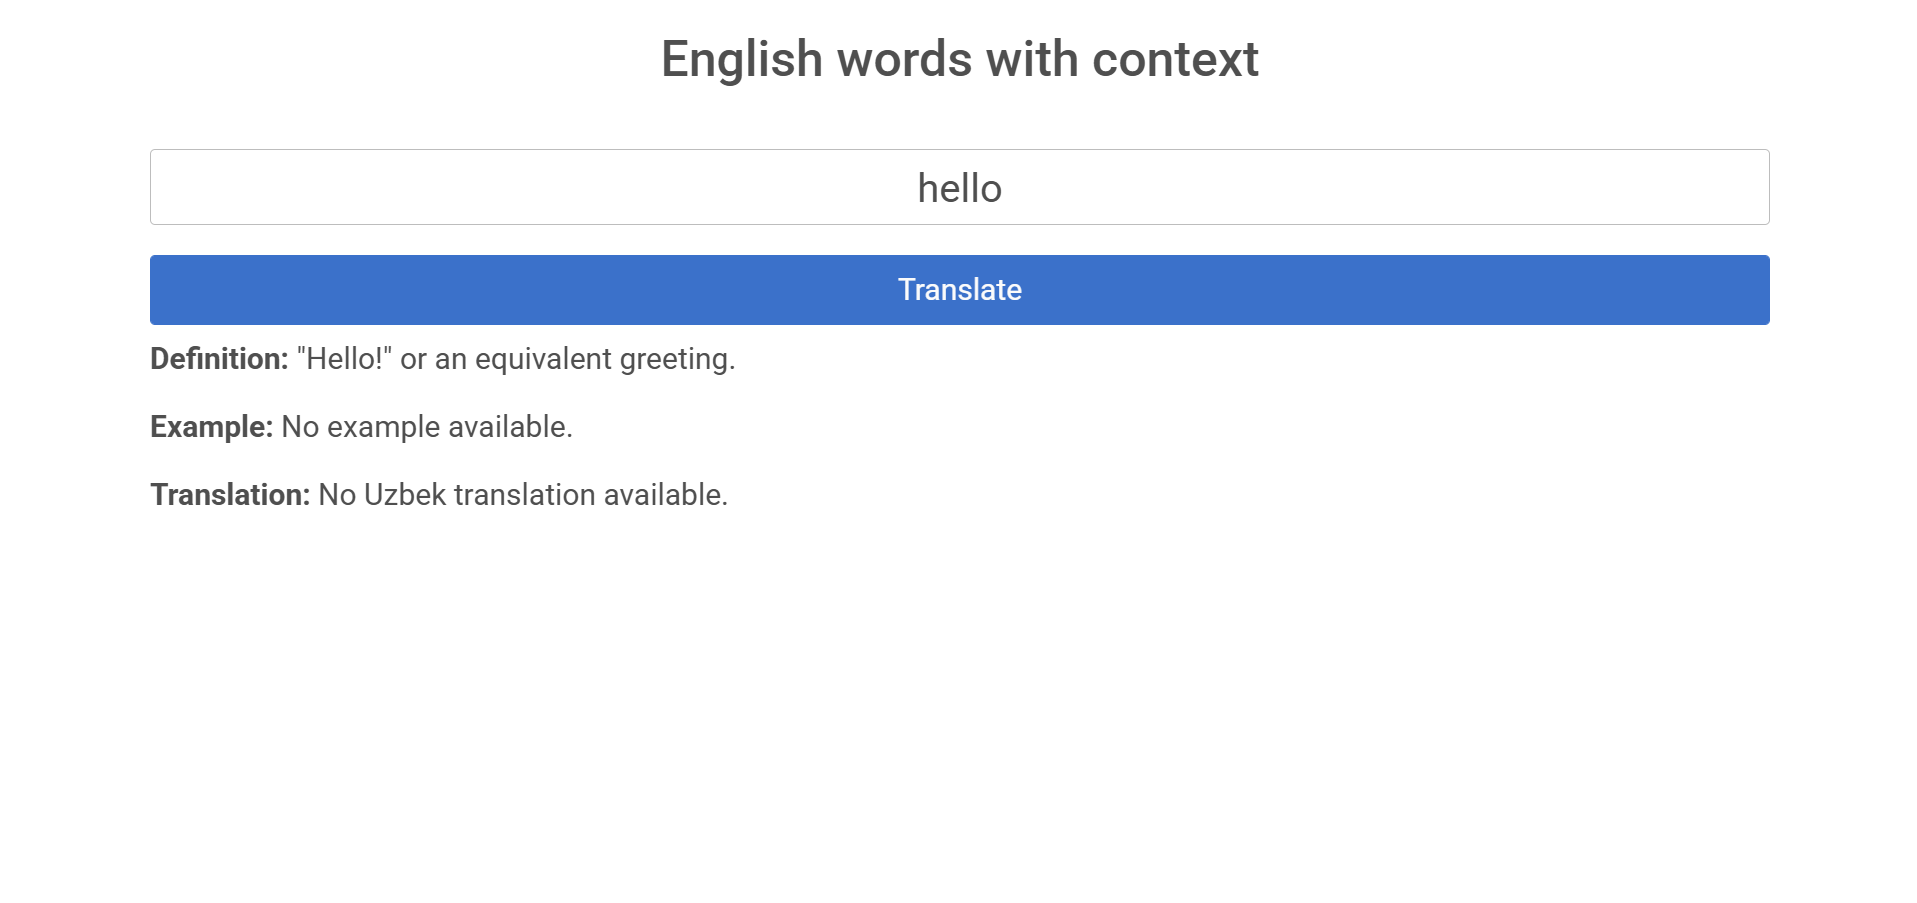 English words with context
hello
Translate
Definition: "Hello!" or an equivalent greeting.
Example: No example available.
Translation: No Uzbek translation available.